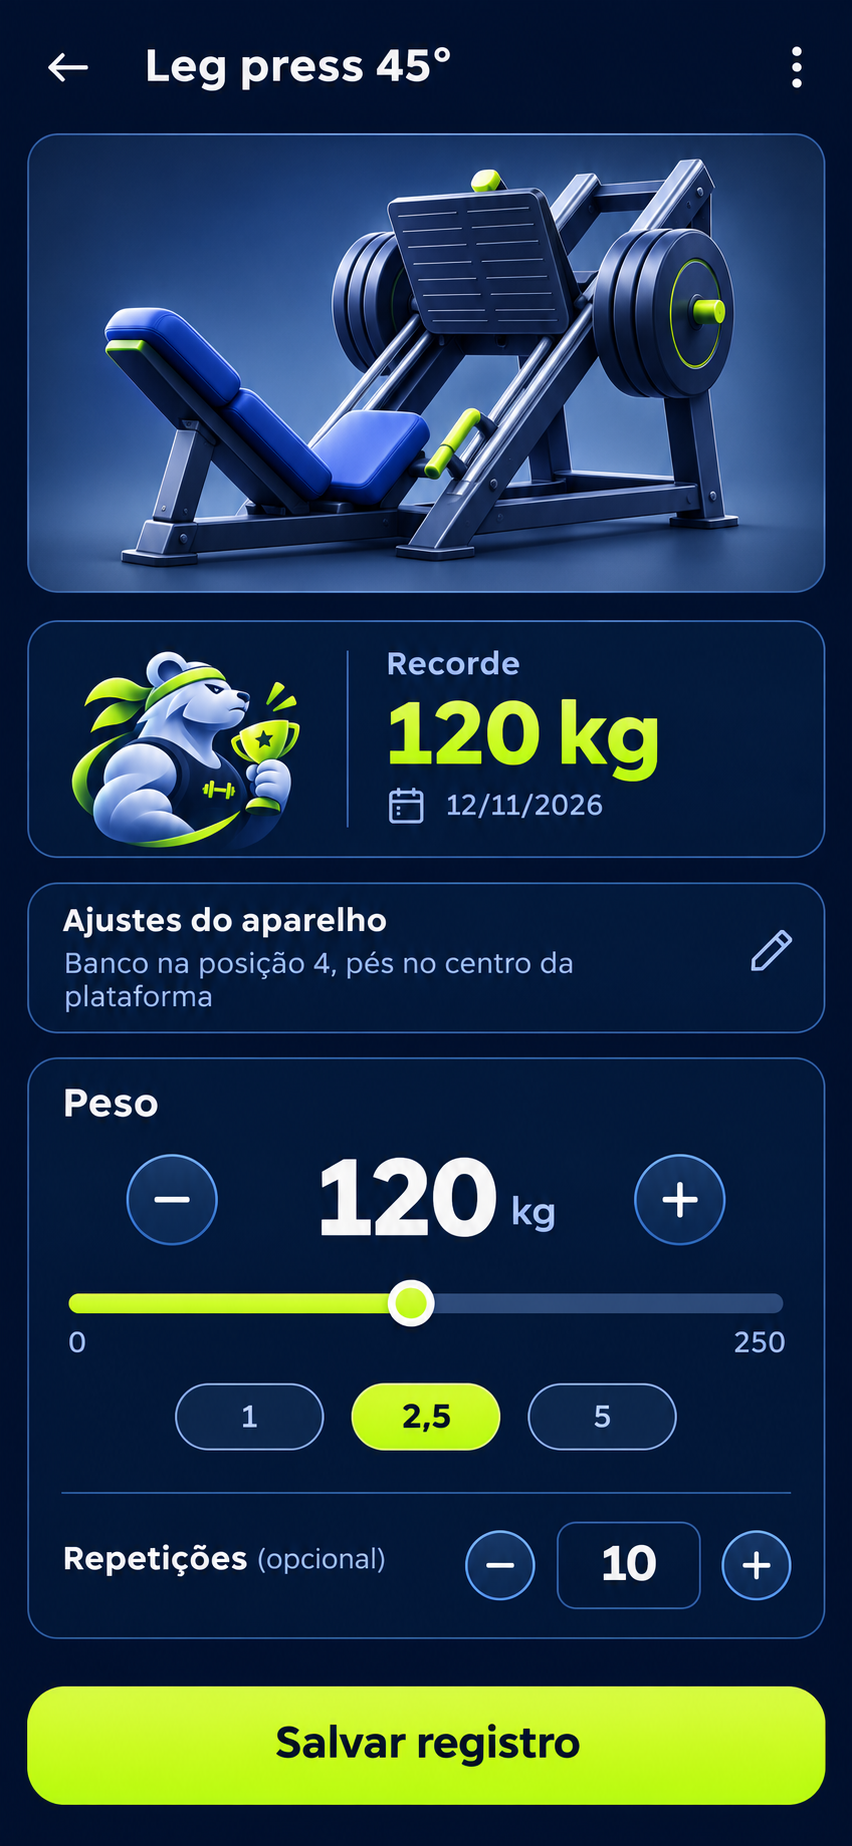 Leg press 45°
Recorde
120 kg
12/11/2026
Ajustes do aparelho
Banco na posição 4, pés no centro da
plataforma
Peso
120 kg
0 250
1 2,5 5
Repetições (opcional) 10
Salvar registro